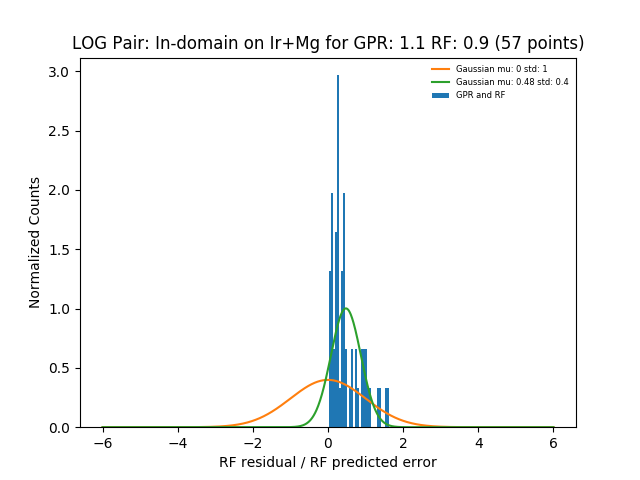 LOG Pair: In-domain on Ir+Mg for GPR: 1.1 RF: 0.9 (57 points)
Gaussian mu: 0 std: 1
Gaussian mu: 0.48 std: 0.4
GPR and RF
Normalized Counts
3.0
2.5
2.0
1.5
1.0
0.5
0.0
−6 −4 −2 0 2 4 6
RF residual / RF predicted error